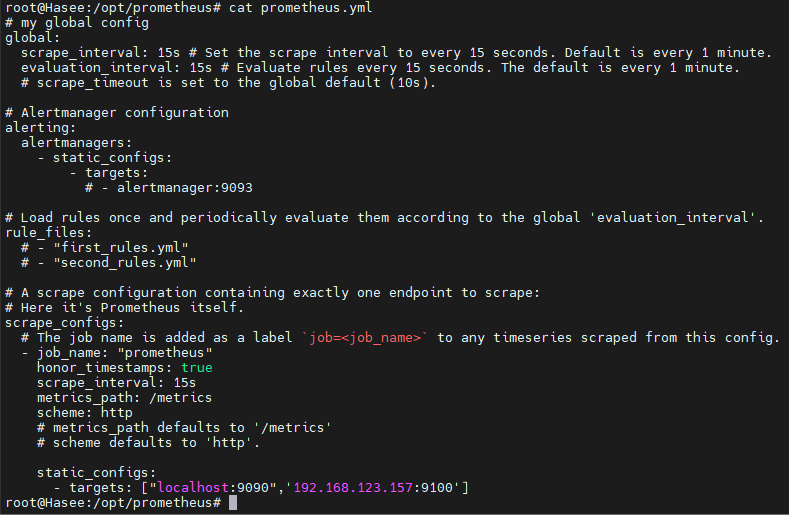 root@Hasee:/opt/prometheus# cat prometheus.yml
# my global config
global:
  scrape_interval: 15s # Set the scrape interval to every 15 seconds. Default is every 1 minute.
  evaluation_interval: 15s # Evaluate rules every 15 seconds. The default is every 1 minute.
  # scrape_timeout is set to the global default (10s).

# Alertmanager configuration
alerting:
  alertmanagers:
    - static_configs:
        - targets:
          # - alertmanager:9093

# Load rules once and periodically evaluate them according to the global 'evaluation_interval'.
rule_files:
  # - "first_rules.yml"
  # - "second_rules.yml"

# A scrape configuration containing exactly one endpoint to scrape:
# Here it's Prometheus itself.
scrape_configs:
  # The job name is added as a label `job=<job_name>` to any timeseries scraped from this config.
  - job_name: "prometheus"
    honor_timestamps: true
    scrape_interval: 15s
    metrics_path: /metrics
    scheme: http
    # metrics_path defaults to '/metrics'
    # scheme defaults to 'http'.

    static_configs:
      - targets: ["localhost:9090",'192.168.123.157:9100']
root@Hasee:/opt/prometheus#